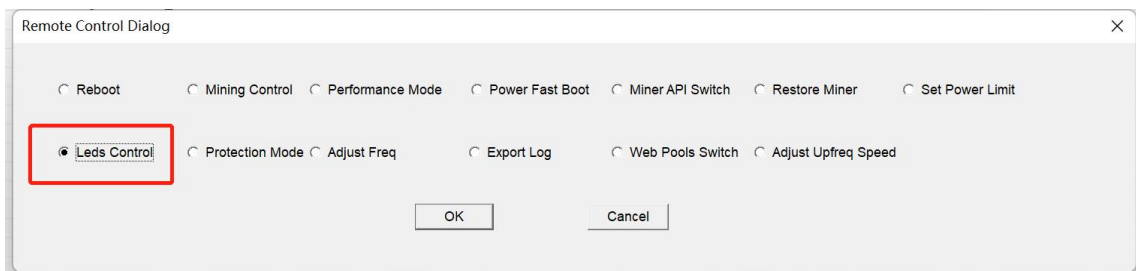 Remote Control Dialog
Reboot Mining Control Performance Mode Power Fast Boot Miner API Switch Restore Miner Set Power Limit
Leds Control Protection Mode Adjust Freq Export Log Web Pools Switch Adjust Upfreq Speed
OK Cancel